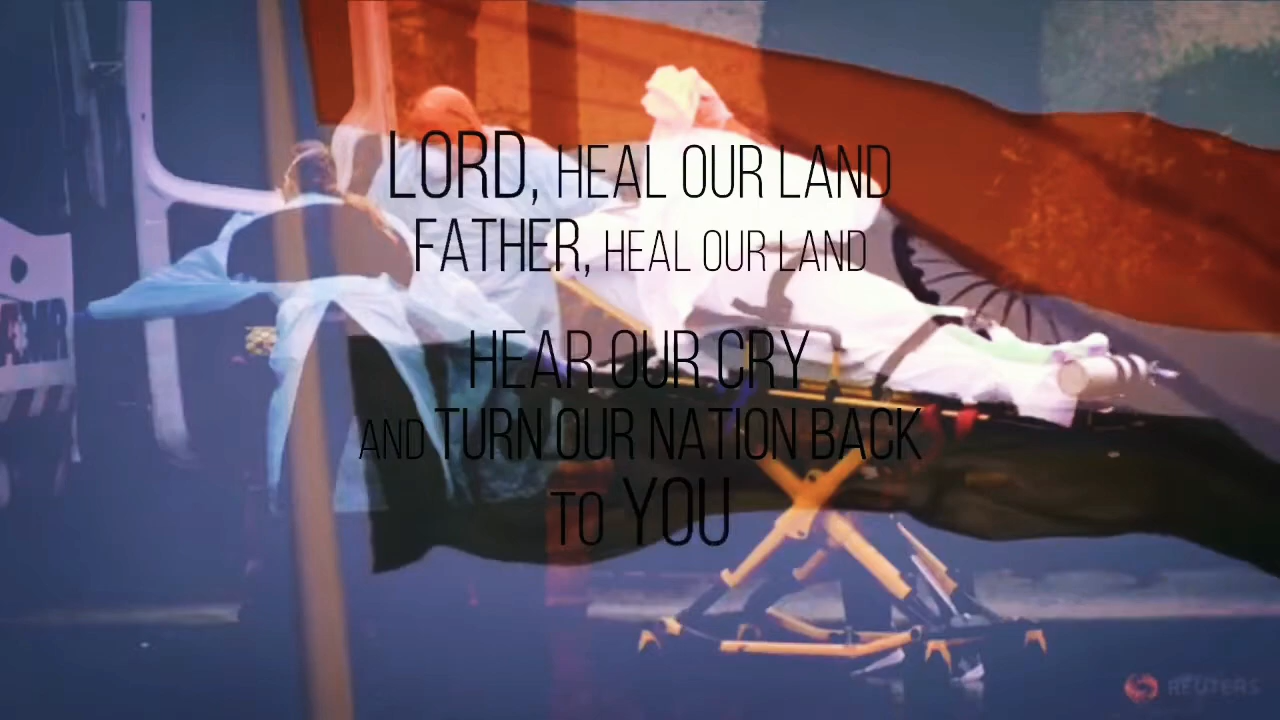 LORD, HEAL OUR LAND
FATHER, HEAL OUR LAND
HEAR OUR CRY
AND TURN OUR NATION BACK
TO YOU
REUTERS